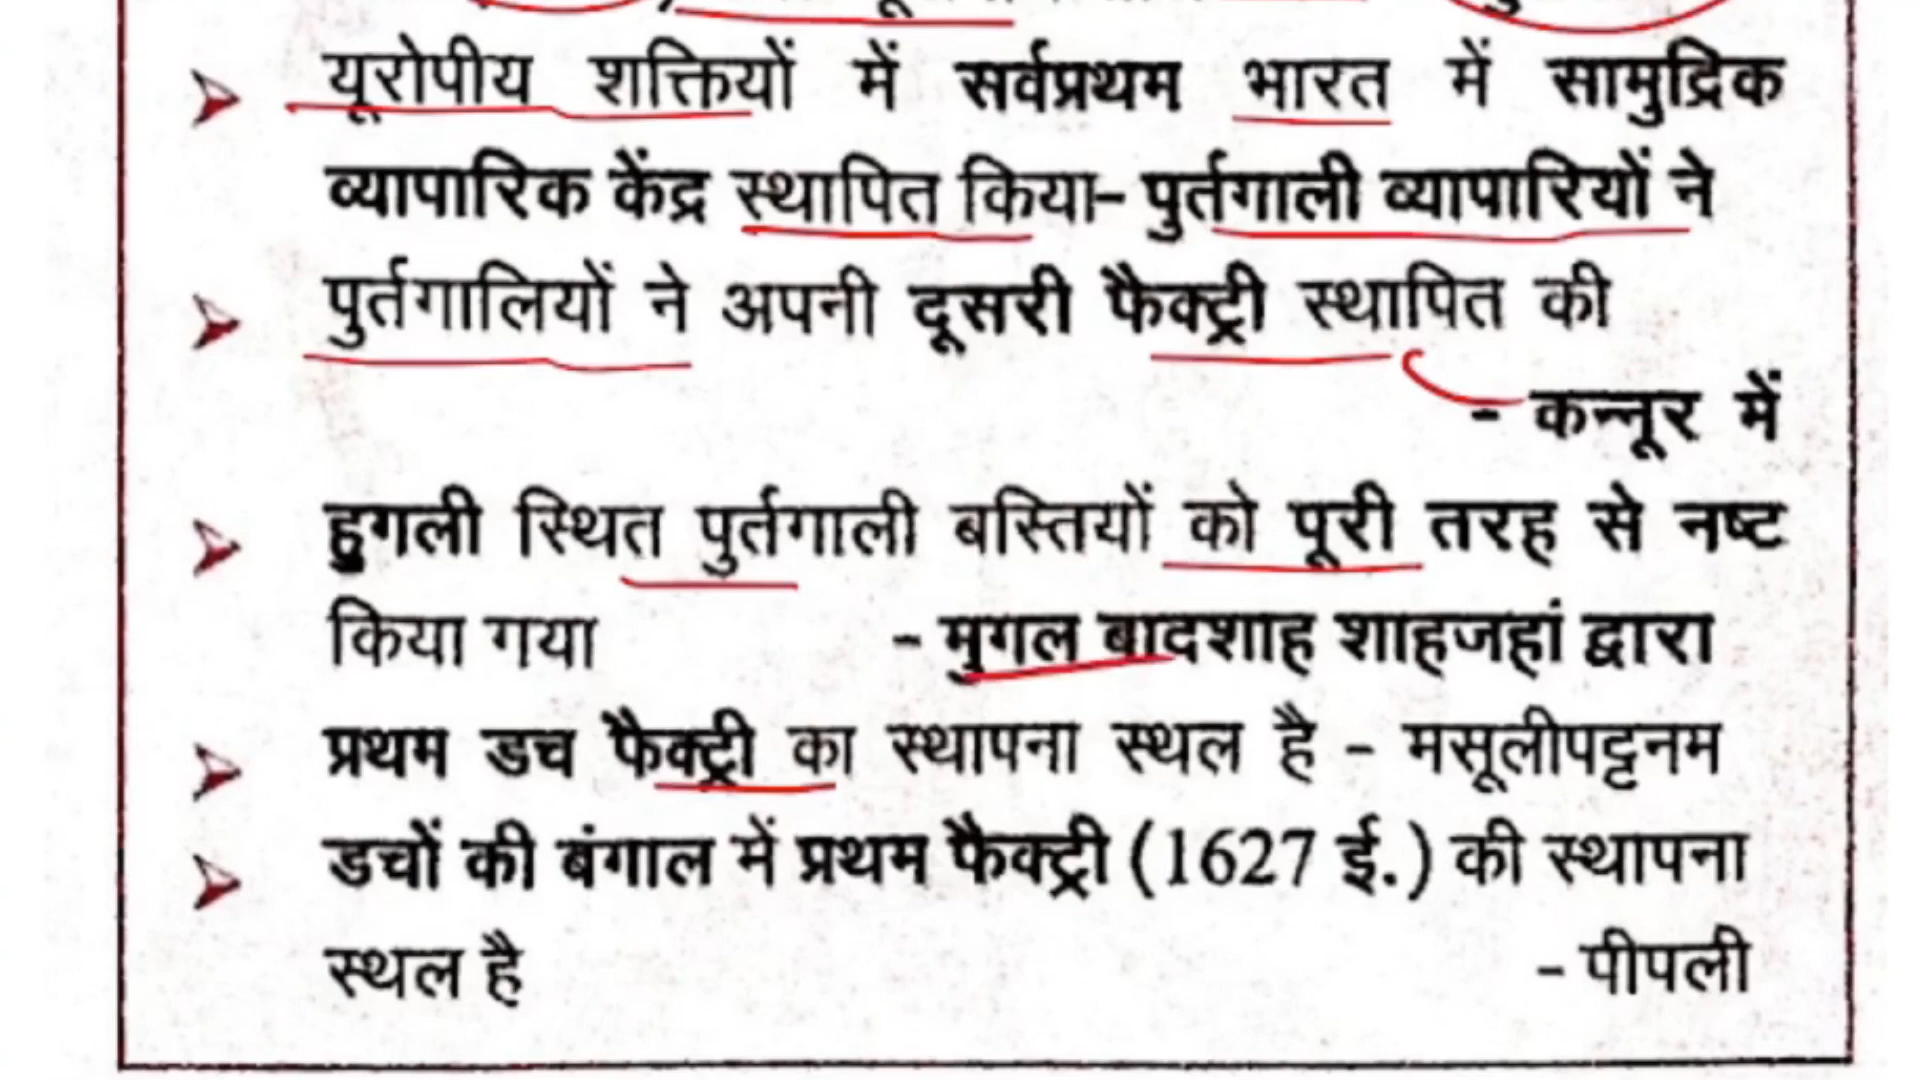 यूरोपीय शक्तियों में सर्वप्रथम भारत में सामुद्रिक
व्यापारिक केंद्र स्थापित किया- पुर्तगाली व्यापारियों ने
पुर्तगालियों ने अपनी दूसरी फैक्ट्री स्थापित की
- कन्नूर में
हुगली स्थित पुर्तगाली बस्तियों को पूरी तरह से नष्ट
किया गया - मुगल बादशाह शाहजहां द्वारा
प्रथम डच फैक्ट्री का स्थापना स्थल है - मसूलीपट्टनम
डचों की बंगाल में प्रथम फैक्ट्री (1627 ई.) की स्थापना
स्थल है - पीपली